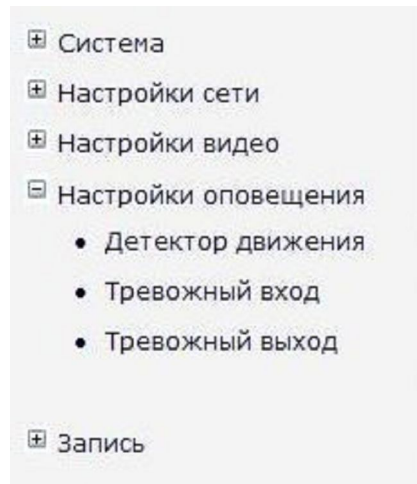 Система
Настройки сети
Настройки видео
Настройки оповещения
Детектор движения
Тревожный вход
Тревожный выход
Запись